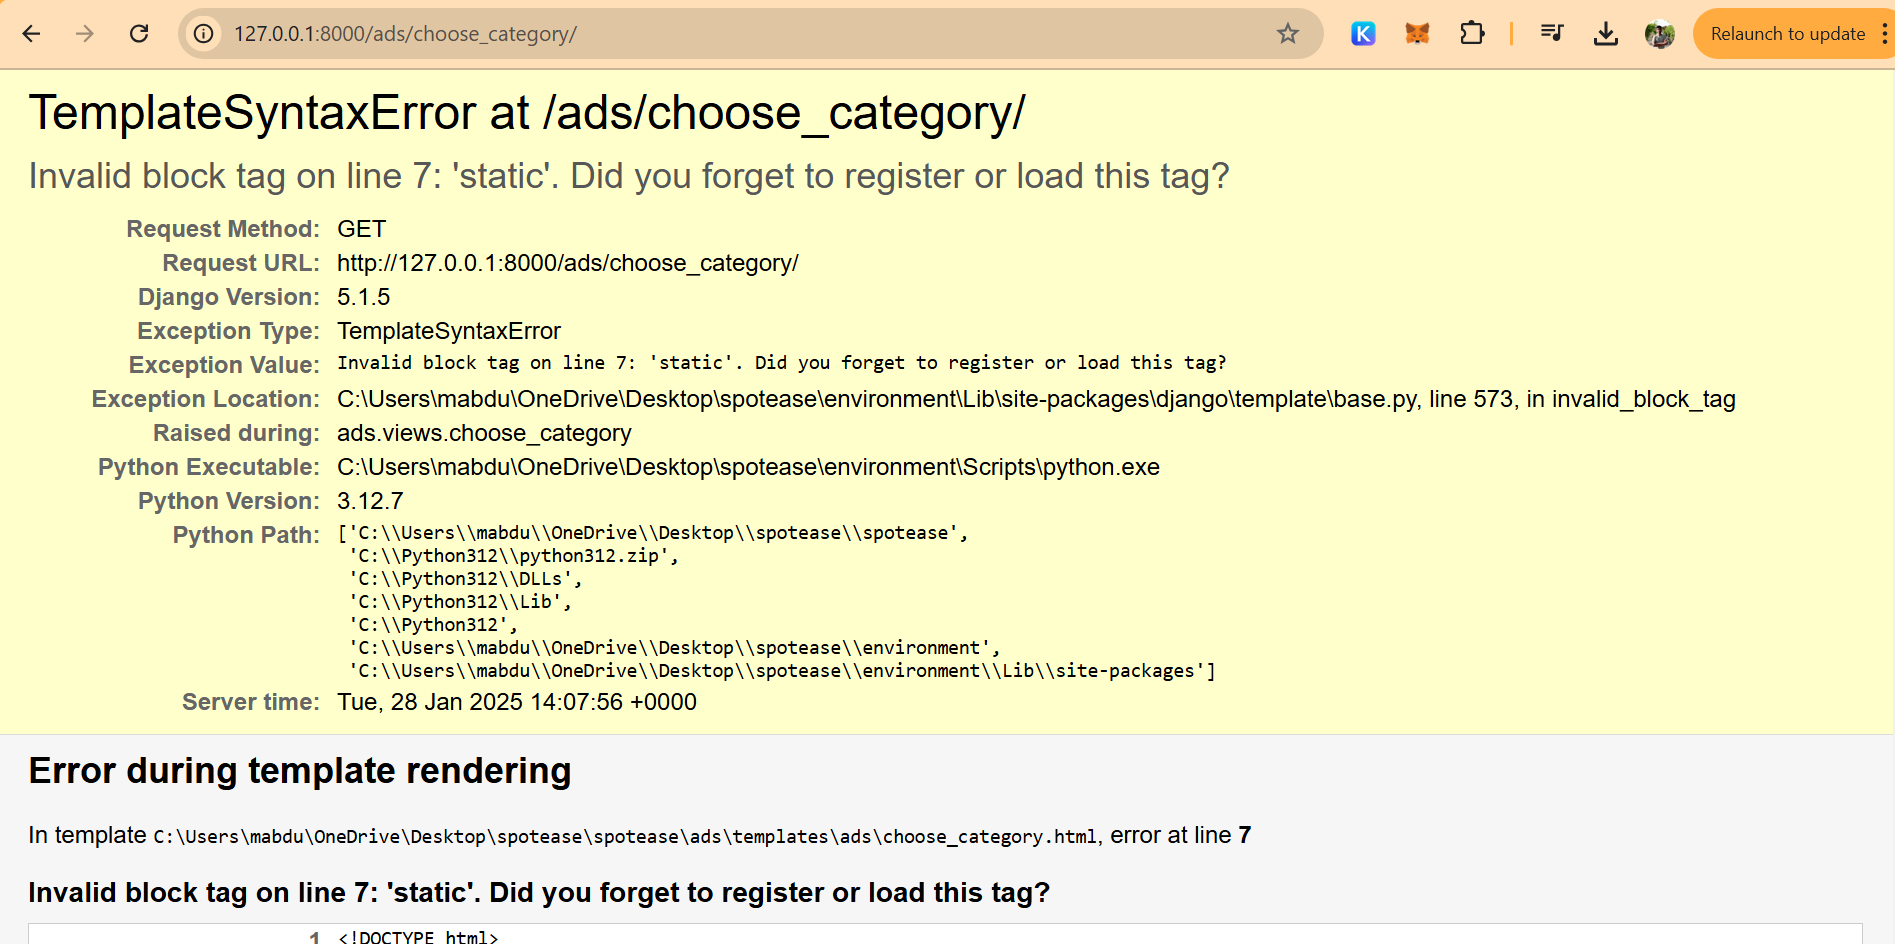 127.0.0.1:8000/ads/choose_category/
K
Relaunch to update
TemplateSyntaxError at /ads/choose_category/
Invalid block tag on line 7: 'static'. Did you forget to register or load this tag?
Request Method: GET
Request URL: http://127.0.0.1:8000/ads/choose_category/
Django Version: 5.1.5
Exception Type: TemplateSyntaxError
Exception Value: Invalid block tag on line 7: 'static'. Did you forget to register or load this tag?
Exception Location: C:\Users\mabdu\OneDrive\Desktop\spotease\environment\Lib\site-packages\django\template\base.py, line 573, in invalid_block_tag
Raised during: ads.views.choose_category
Python Executable: C:\Users\mabdu\OneDrive\Desktop\spotease\environment\Scripts\python.exe
Python Version: 3.12.7
Python Path: ['C:\\Users\\mabdu\\OneDrive\\Desktop\\spotease\\spotease',
'C:\\Python312\\python312.zip',
'C:\\Python312\\DLLs',
'C:\\Python312\\Lib',
'C:\\Python312',
'C:\\Users\\mabdu\\OneDrive\\Desktop\\spotease\\environment',
'C:\\Users\\mabdu\\OneDrive\\Desktop\\spotease\\environment\\Lib\\site-packages']
Server time: Tue, 28 Jan 2025 14:07:56 +0000
Error during template rendering
In template C:\Users\mabdu\OneDrive\Desktop\spotease\spotease\ads\templates\ads\choose_category.html, error at line 7
Invalid block tag on line 7: 'static'. Did you forget to register or load this tag?
1 <!DOCTYPE html>